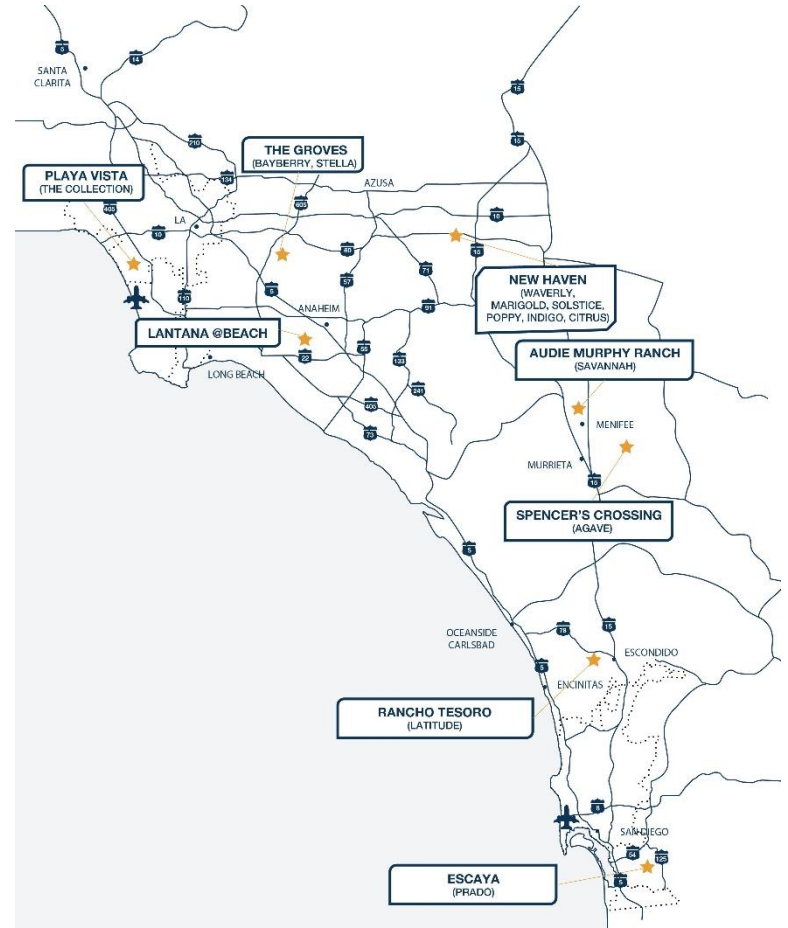 5
14
SANTA
CLARITA
15
15
210
THE GROVES
(BAYBERRY, STELLA)
PLAYA VISTA
(THE COLLECTION)
134
AZUSA
605
405
LA
10
10
60
15
71
57
5
110
91
NEW HAVEN
(WAVERLY,
MARIGOLD, SOLSTICE,
POPPY, INDIGO, CITRUS)
ANAHEIM
LANTANA @BEACH
22
55
133
LONG BEACH
241
405
73
AUDIE MURPHY RANCH
(SAVANNAH)
MENIFEE
MURRIETA
15
SPENCER'S CROSSING
(AGAVE)
5
OCEANSIDE
CARLSBAD
78
15
ESCONDIDO
5
ENCINITAS
RANCHO TESORO
(LATITUDE)
8
SAN DIEGO
54
125
5
ESCAYA
(PRADO)